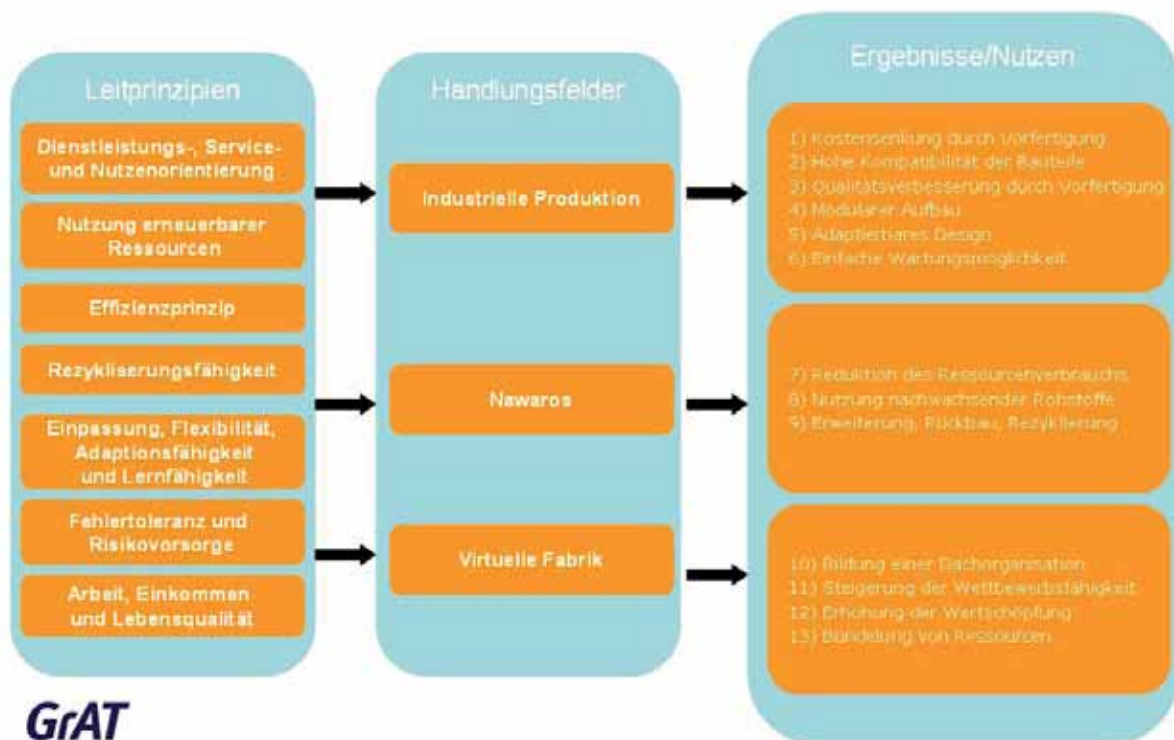 Leitprinzipien
Dienstleistungs-, Service-
und Nutzenorientierung
Nutzung erneuerbarer
Ressourcen
Effizienzprinzip
Rezykliserungsfähigkeit
Einpassung, Flexibilität,
Adaptionsfähigkeit
und Lernfähigkeit
Fehlertoleranz und
Risikovorsorge
Arbeit, Einkommen
und Lebensqualität
Handlungsfelder
Industrielle Produktion
Nawaros
Virtuelle Fabrik
Ergebnisse/Nutzen
1) Kostensenkung durch Vorfertigung
2) Hohe Kompatibilität der Bauteile
3) Qualitätsverbesserung durch Vorfertigung
4) Modularer Aufbau
5) Adaptierbares Design
6) Einfache Wartungsmöglichkeit
7) Reduktion des Ressourcenverbrauchs
8) Nutzung nachwachsender Rohstoffe
9) Erweiterung, Rückbau, Rezyklierung
10) Bildung einer Dachorganisation
11) Steigerung der Wettbewerbsfähigkeit
12) Erhöhung der Wertschöpfung
13) Bündelung von Ressourcen
GrAT